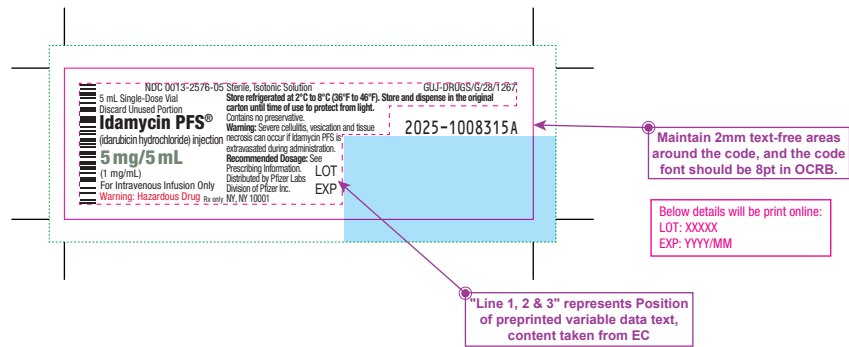 NDC 0013-2576-05
5 mL Single-Dose Vial
Discard Unused Portion
Idamycin PFS®
(idarubicin hydrochloride) injection
5 mg/5 mL
(1 mg/mL)
For Intravenous Infusion Only
Warning: Hazardous Drug
Rx only
Sterile, Isotonic Solution
GUJ-DRUGS/G/28/1267
Store refrigerated at 2°C to 8°C (36°F to 46°F). Store and dispense in the original
carton until time of use to protect from light.
Contains no preservative.
Warning: Severe cellulitis, vesication and tissue
necrosis can occur if Idamycin PFS is
extravasated during administration.
Recommended Dosage: See
Prescribing Information.
Distributed by Pfizer Labs
Division of Pfizer Inc.
NY, NY 10001
LOT
EXP
2025-1008315A
Maintain 2mm text-free areas
around the code, and the code
font should be 8pt in OCRB.
Below details will be print online:
LOT: XXXXX
EXP: YYYY/MM
"Line 1, 2 & 3" represents Position
of preprinted variable data text,
content taken from EC